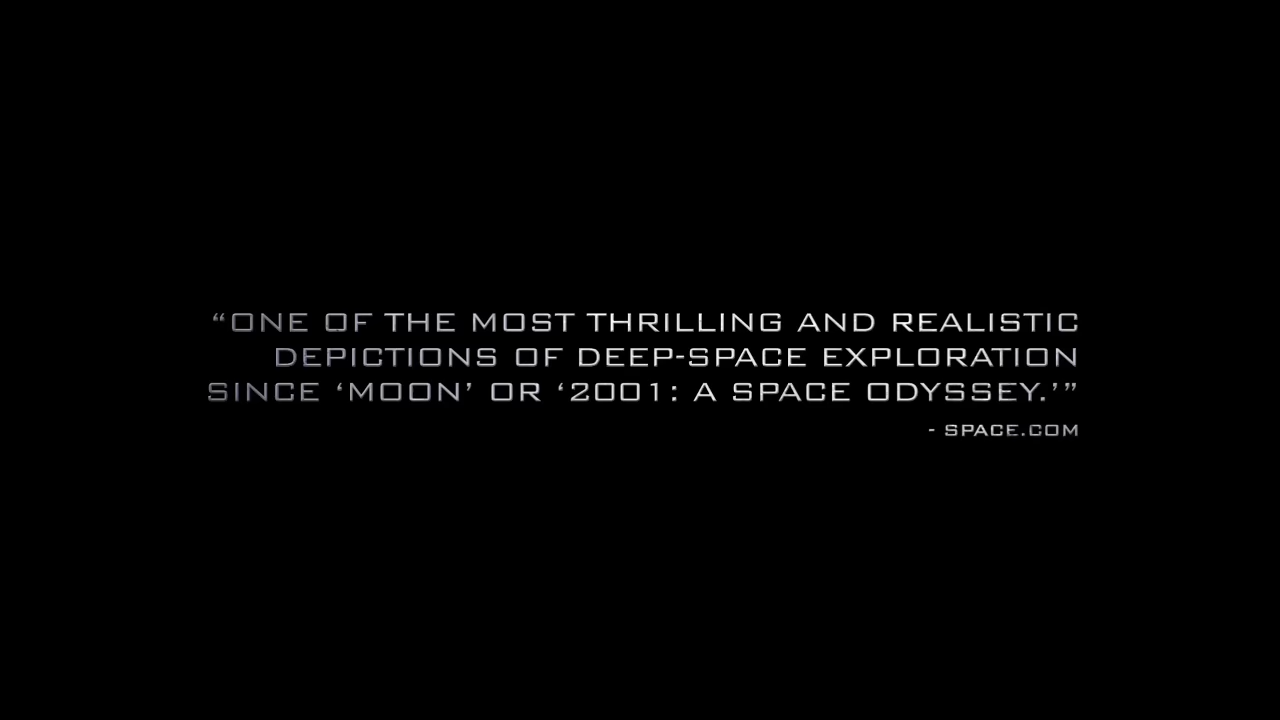 “ONE OF THE MOST THRILLING AND REALISTIC
DEPICTIONS OF DEEP-SPACE EXPLORATION
SINCE ‘MOON’ OR ‘2001: A SPACE ODYSSEY.’”
- SPACE.COM